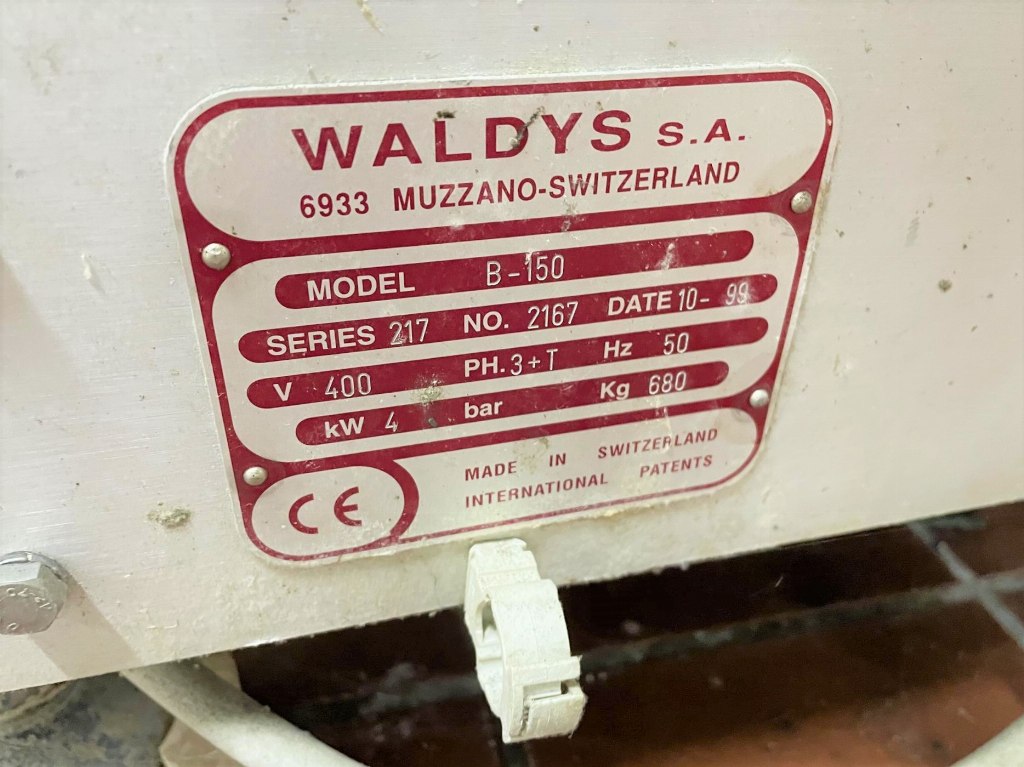 WALDYS S.A.
6933 MUZZANO-SWITZERLAND
MODEL B-150
SERIES 217 NO. 2167 DATE 10-99
V 400 PH. 3+T Hz 50
kW 4 bar Kg 680
MADE IN SWITZERLAND
INTERNATIONAL PATENTS
CE